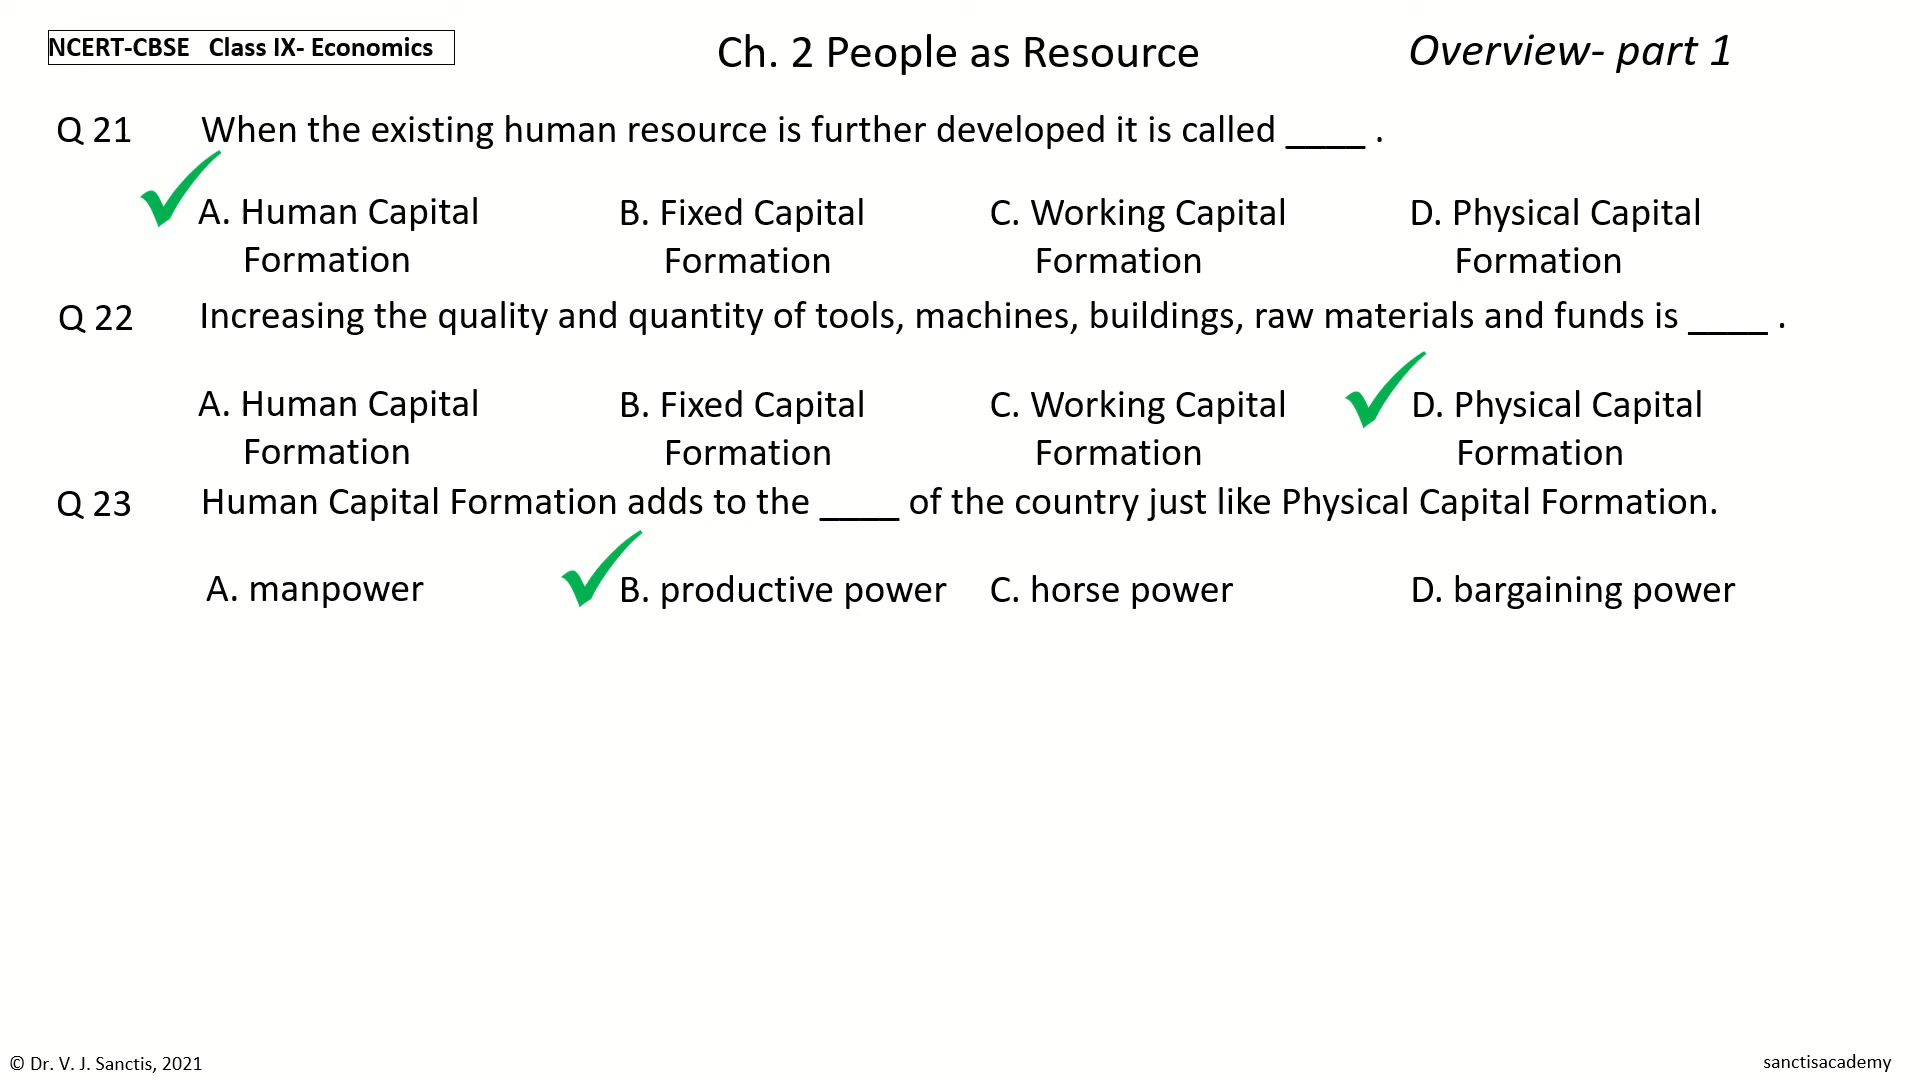 NCERT-CBSE Class IX- Economics
Ch. 2 People as Resource
Overview- part 1
Q 21 When the existing human resource is further developed it is called ____ .
A. Human Capital Formation
B. Fixed Capital Formation
C. Working Capital Formation
D. Physical Capital Formation
Q 22 Increasing the quality and quantity of tools, machines, buildings, raw materials and funds is ____ .
A. Human Capital Formation
B. Fixed Capital Formation
C. Working Capital Formation
D. Physical Capital Formation
Q 23 Human Capital Formation adds to the ____ of the country just like Physical Capital Formation.
A. manpower
B. productive power
C. horse power
D. bargaining power
© Dr. V. J. Sanctis, 2021
sanctisacademy